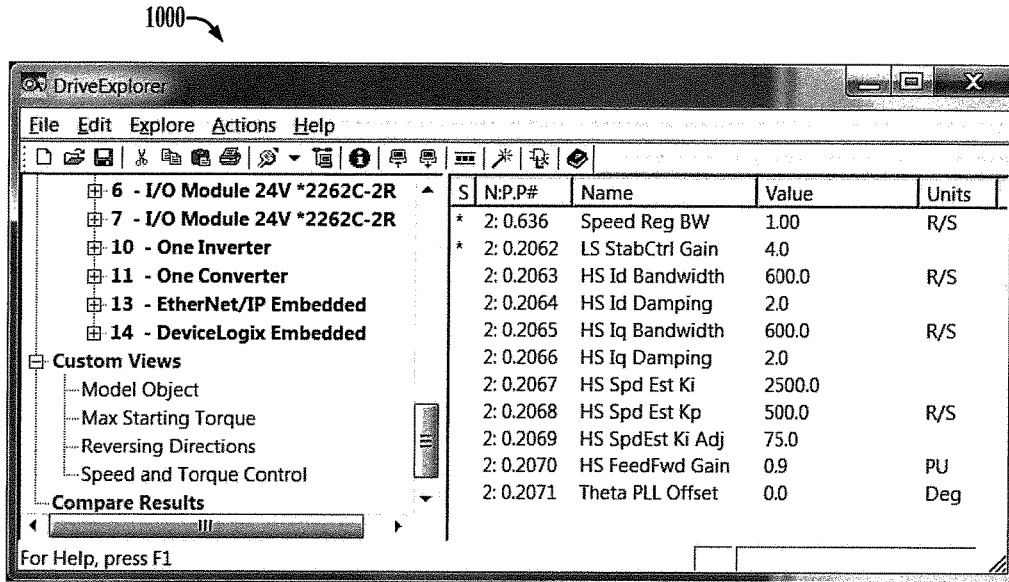 1000
DriveExplorer
File Edit Explore Actions Help
6 - I/O Module 24V *2262C-2R
7 - I/O Module 24V *2262C-2R
10 - One Inverter
11 - One Converter
13 - EtherNet/IP Embedded
14 - DeviceLogix Embedded
Custom Views
Model Object
Max Starting Torque
Reversing Directions
Speed and Torque Control
Compare Results
S N:P.P# Name Value Units
* 2: 0.636 Speed Reg BW 1.00 R/S
* 2: 0.2062 LS StabCtrl Gain 4.0
2: 0.2063 HS Id Bandwidth 600.0 R/S
2: 0.2064 HS Id Damping 2.0
2: 0.2065 HS Iq Bandwidth 600.0 R/S
2: 0.2066 HS Iq Damping 2.0
2: 0.2067 HS Spd Est Ki 2500.0
2: 0.2068 HS Spd Est Kp 500.0 R/S
2: 0.2069 HS SpdEst Ki Adj 75.0
2: 0.2070 HS FeedFwd Gain 0.9 PU
2: 0.2071 Theta PLL Offset 0.0 Deg
For Help, press F1